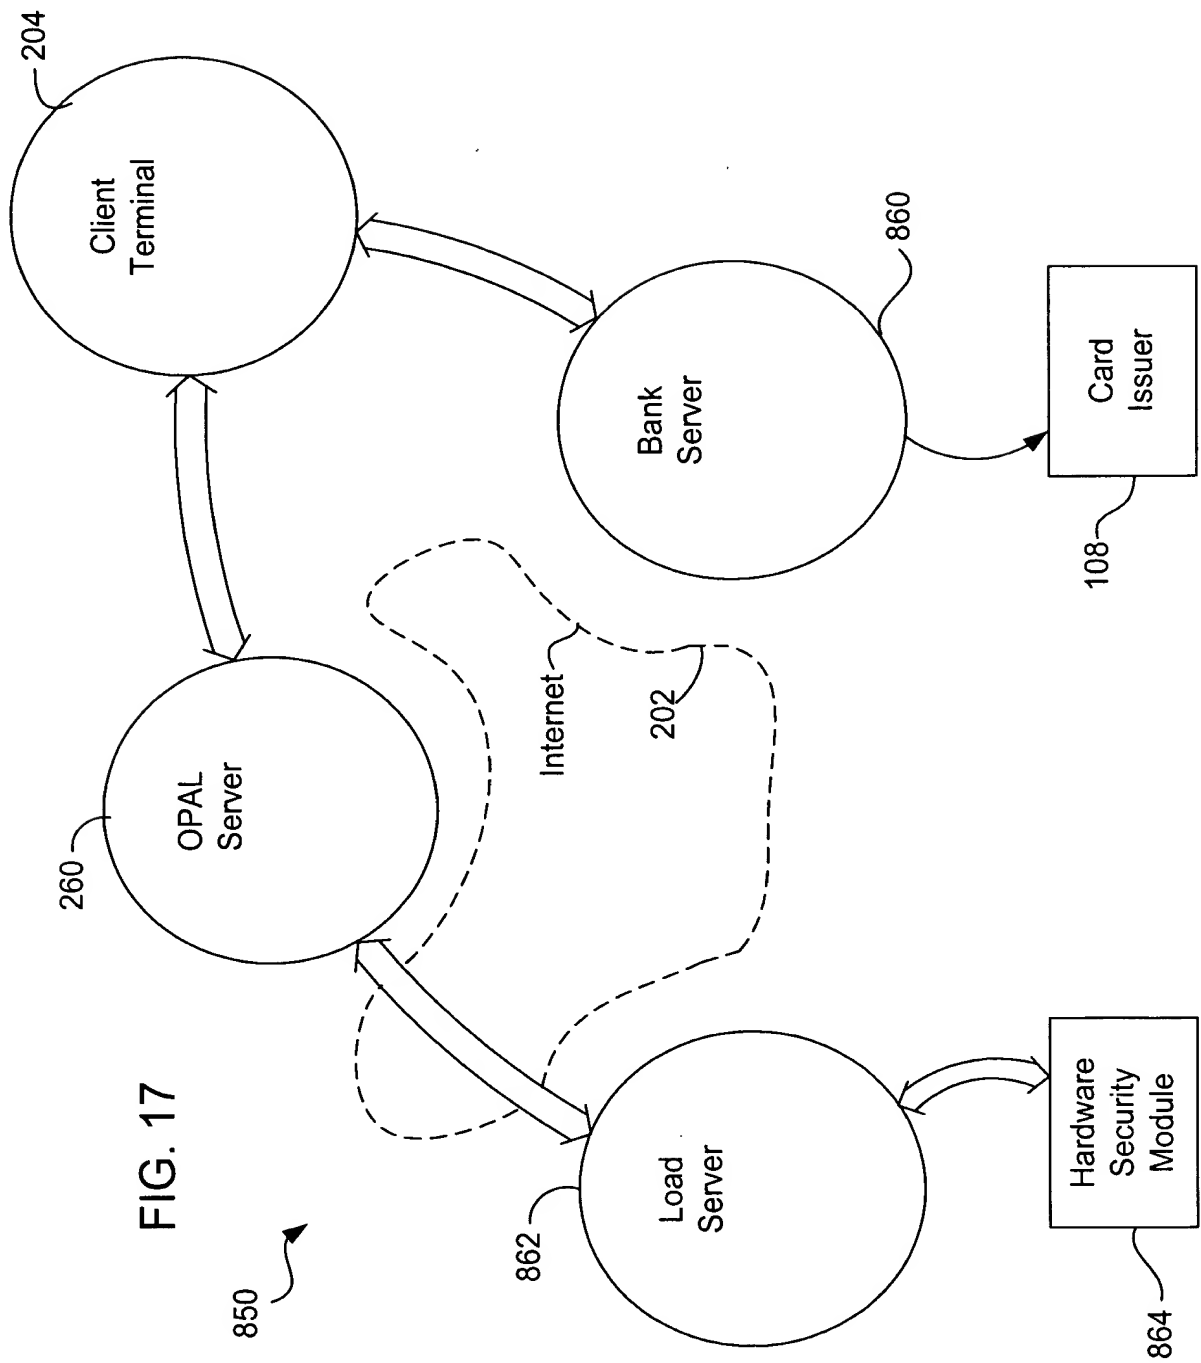 FIG. 17
850
862
Load
Server
Hardware
Security
Module
864
260
OPAL
Server
Internet
202
204
Client
Terminal
Bank
Server
860
Card
Issuer
108